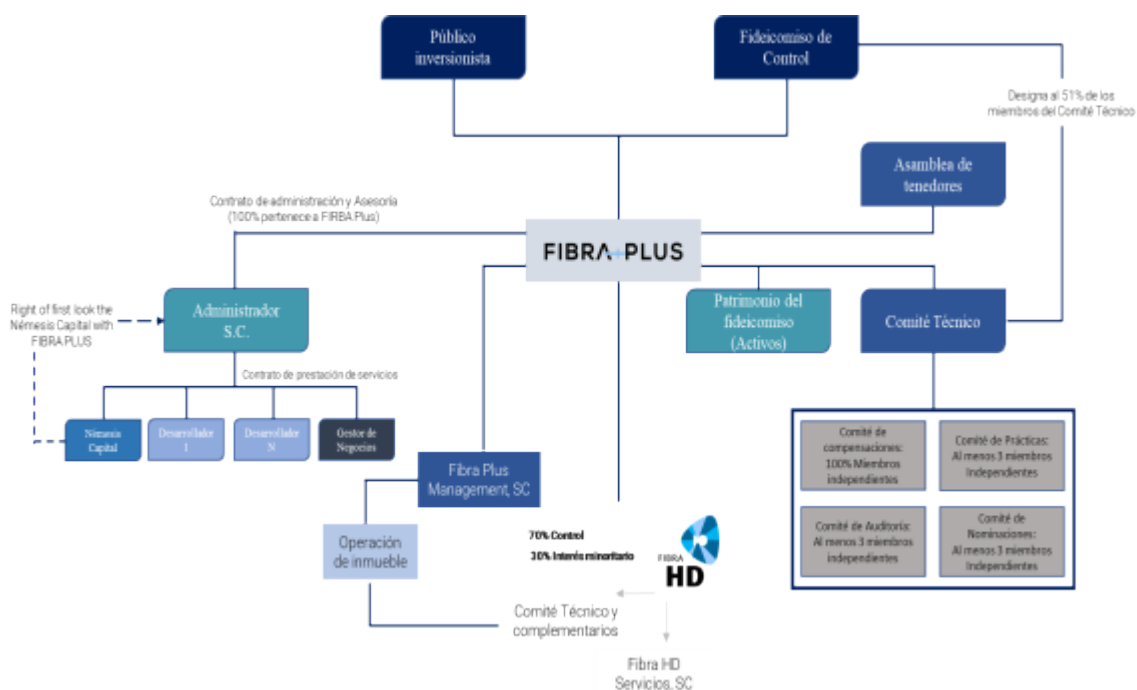 Público
inversionista
Fideicomiso de
Control
Designa al 51% de los
miembros del Comité Técnico
Asamblea de
tenedores
Contrato de administración y Asesoría
(100% pertenece a FIRBA Plus)
FIBRA+PLUS
Right of first look the
Némesis Capital with
FIBRA PLUS
Administrador
S.C.
Patrimonio del
fideicomiso
(Activos)
Comité Técnico
Contrato de prestación de servicios
Némesis
Capital
Desarrollador
1
Desarrollador
N
Gestor de
Negocios
Comité de
compensaciones:
100% Miembros
independientes
Comité de Prácticas:
Al menos 3 miembros
Independientes
Fibra Plus
Management, SC
Comité de Auditoría:
Al menos 3 miembros
independientes
Comité de
Nominaciones:
Al menos 3 miembros
Independientes
Operación
de inmueble
70% Control
30% Interés minoritario
FIBRA
HD
Comité Técnico y
complementarios
Fibra HD
Servicios, SC